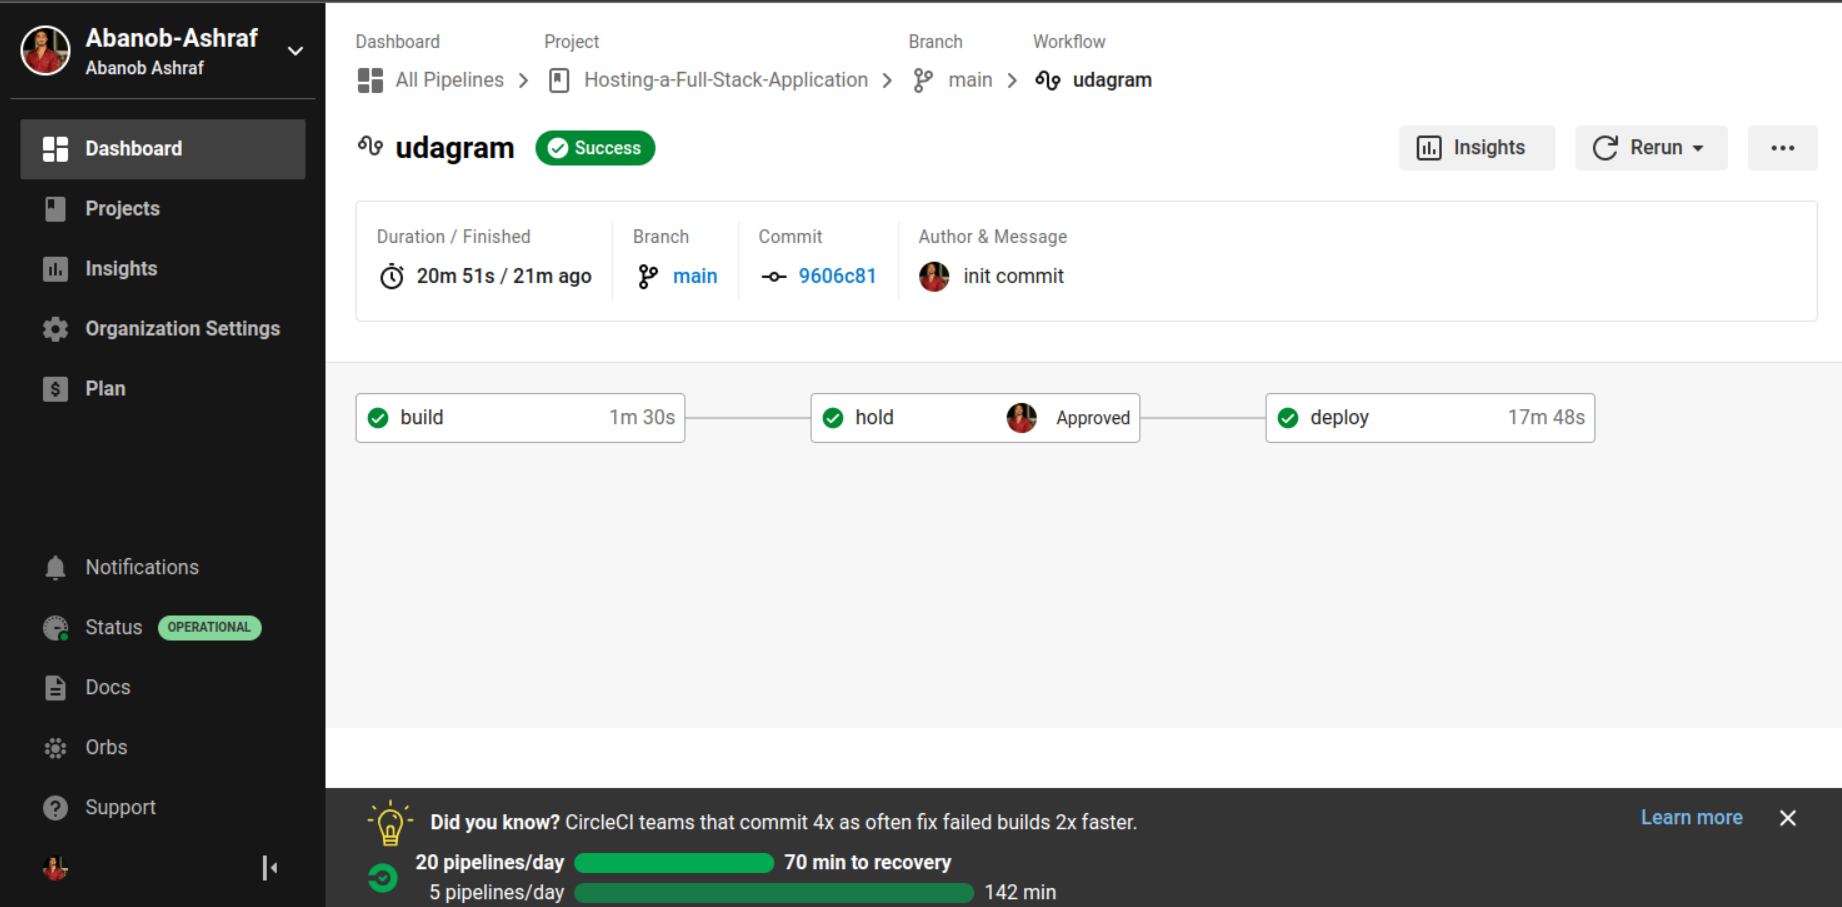 Abanob-Ashraf
Abanob Ashraf
Dashboard
Projects
Insights
Organization Settings
Plan
Notifications
Status OPERATIONAL
Docs
Orbs
Support
Dashboard Project Branch Workflow
All Pipelines Hosting-a-Full-Stack-Application main udagram
udagram Success Insights Rerun
Duration / Finished Branch Commit Author & Message
20m 51s / 21m ago main 9606c81 init commit
build 1m 30s hold Approved deploy 17m 48s
Did you know? CircleCI teams that commit 4x as often fix failed builds 2x faster. Learn more
20 pipelines/day 70 min to recovery
5 pipelines/day 142 min